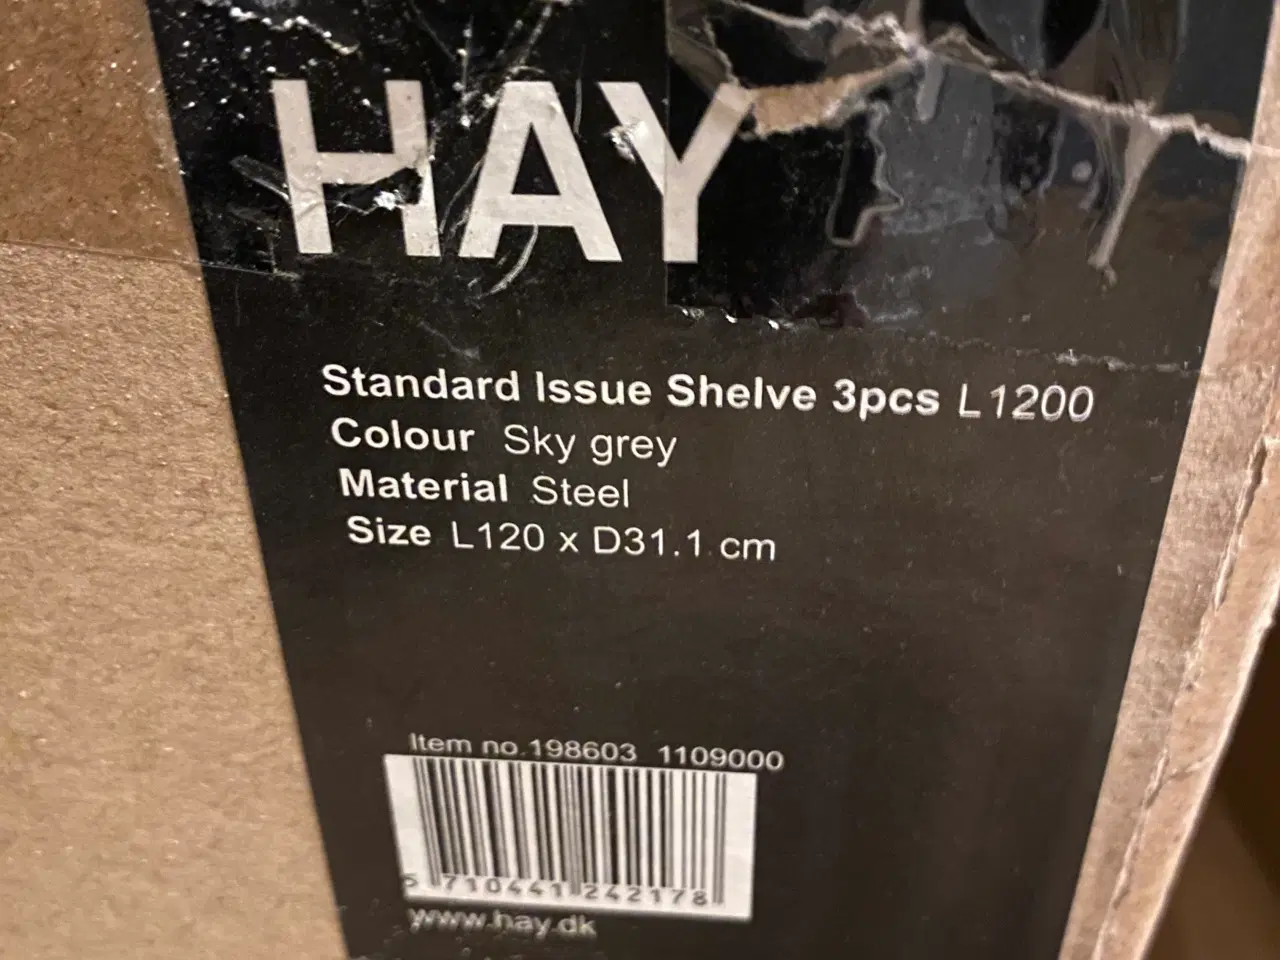 HAY
Standard Issue Shelve 3pcs L1200
Colour Sky grey
Material Steel
Size L120 x D31.1 cm
Item no.198603 1109000
5 710441 242178
www.hay.dk